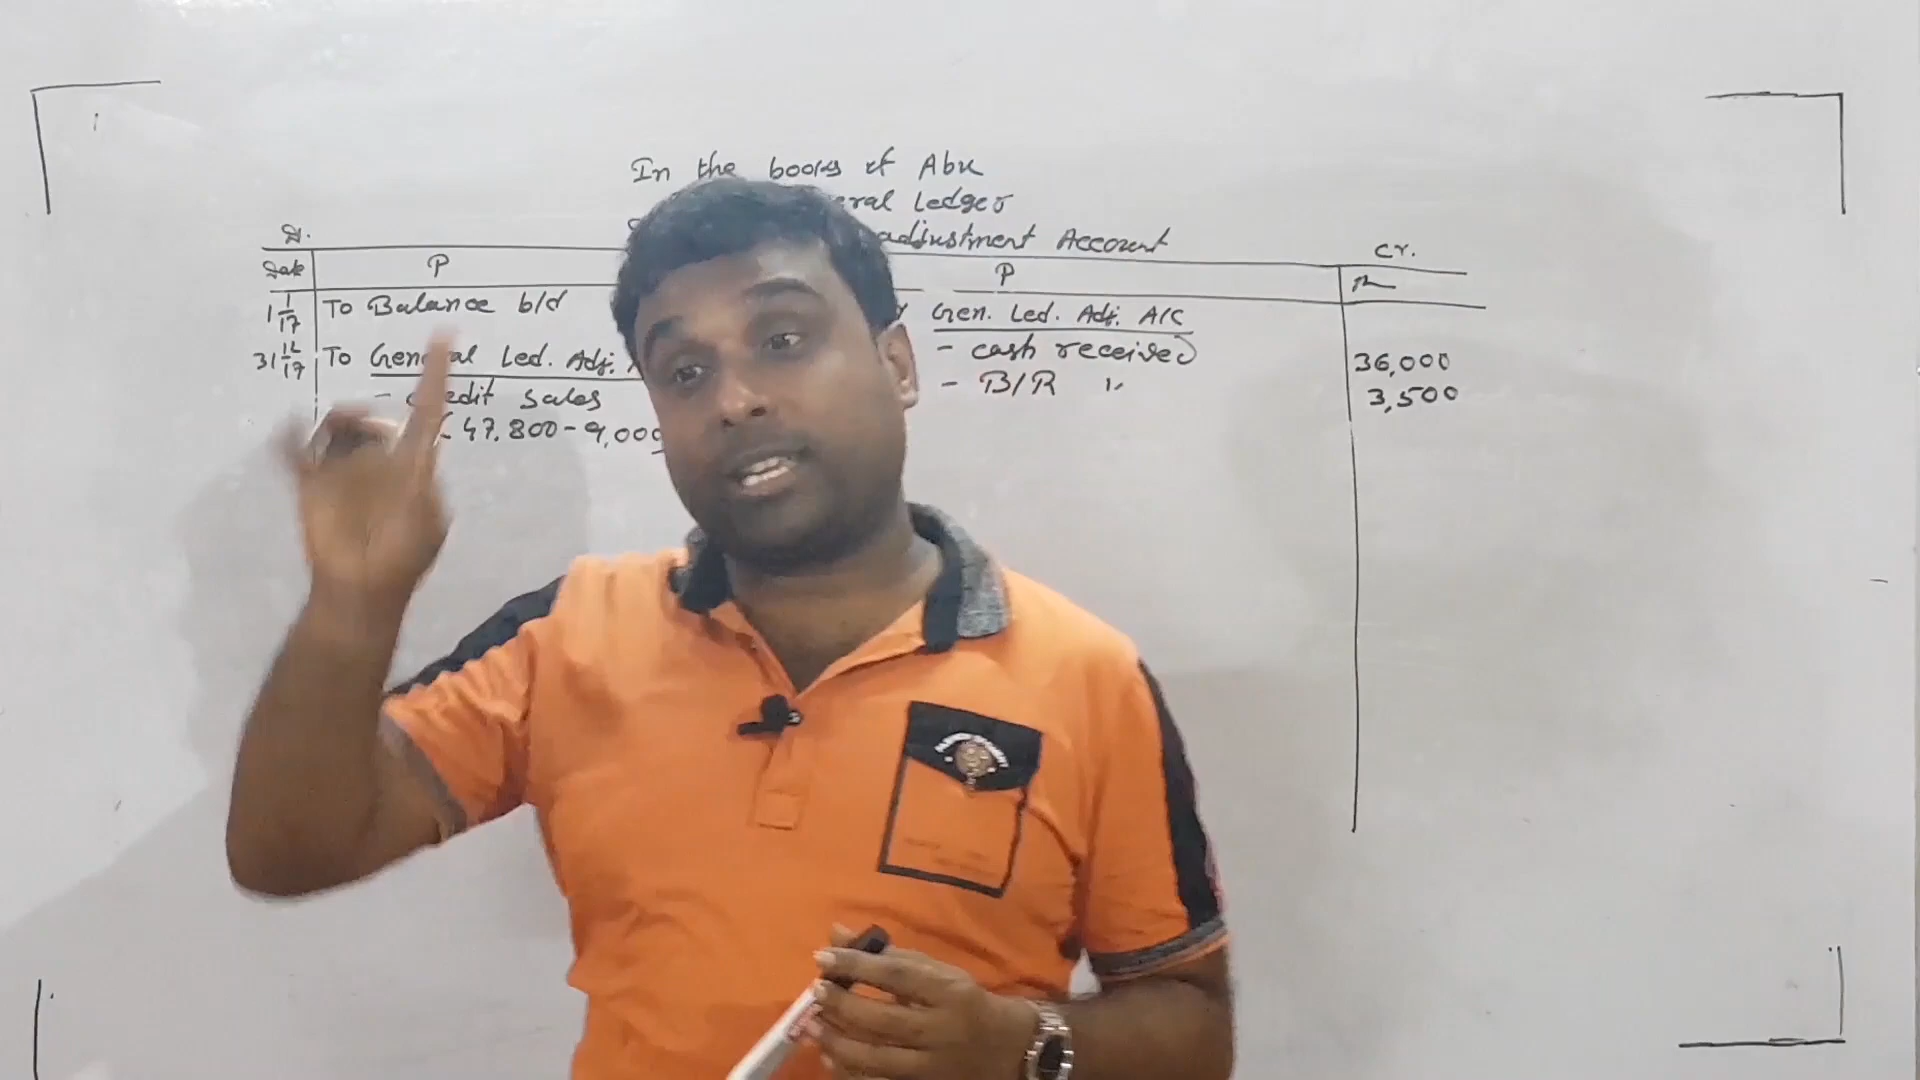 In the books of Abu
eral Ledger
adjustment Account
Dr.
Cr.
Date P
P
1/1/17 To Balance b/d
31/12/17 To General Led. Adj.
- credit sales
47,800 - 9,000
Gen. Led. Adj. A/C
- cash received 36,000
- B/R 3,500